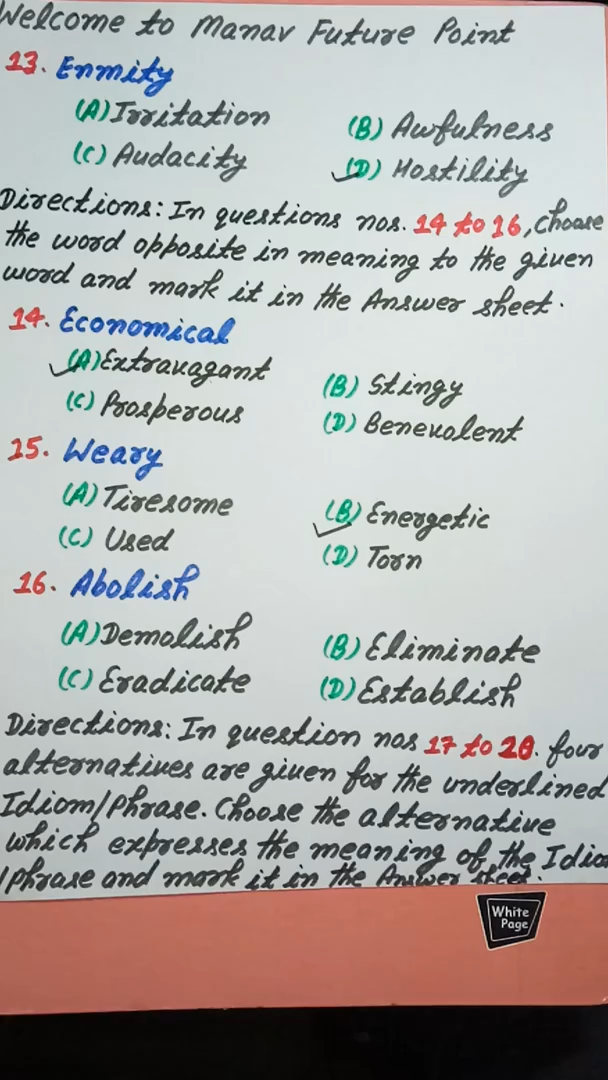 Welcome to Manav Future Point
13. Enmity
(A) Irritation (B) Awfulness
(C) Audacity (D) Hostility
Directions: In questions nos. 14 to 16, choose
the word opposite in meaning to the given
word and mark it in the Answer sheet.
14. Economical
(A) Extravagant (B) Stingy
(C) Prosperous (D) Benevolent
15. Weary
(A) Tiresome (B) Energetic
(C) Used (D) Torn
16. Abolish
(A) Demolish (B) Eliminate
(C) Eradicate (D) Establish
Directions: In question nos 17 to 20. four
alternatives are given for the underlined
Idiom/Phrase. Choose the alternative
which expresses the meaning of the Idiom
/phrase and mark it in the Answer sheet.
White
Page